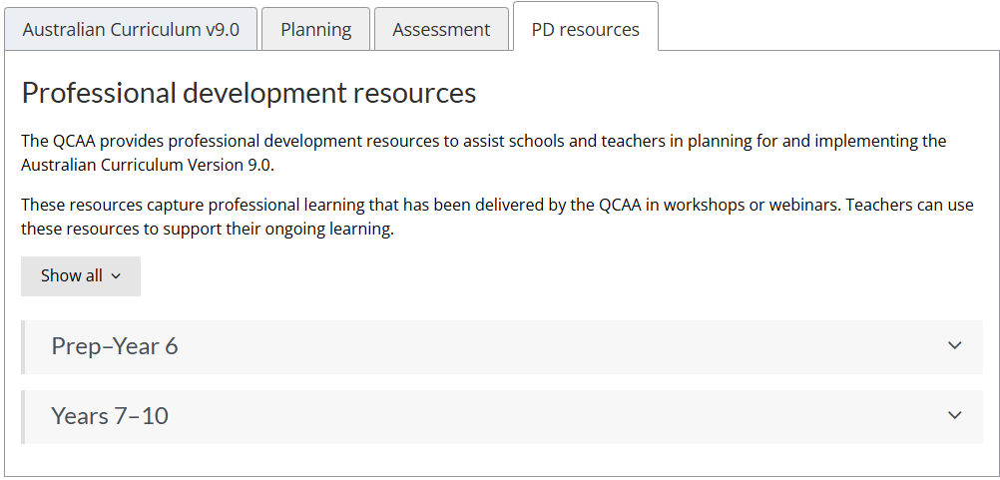 Australian Curriculum v9.0
Planning
Assessment
PD resources
Professional development resources
The QCAA provides professional development resources to assist schools and teachers in planning for and implementing the
Australian Curriculum Version 9.0.
These resources capture professional learning that has been delivered by the QCAA in workshops or webinars. Teachers can use
these resources to support their ongoing learning.
Show all
Prep–Year 6
Years 7–10